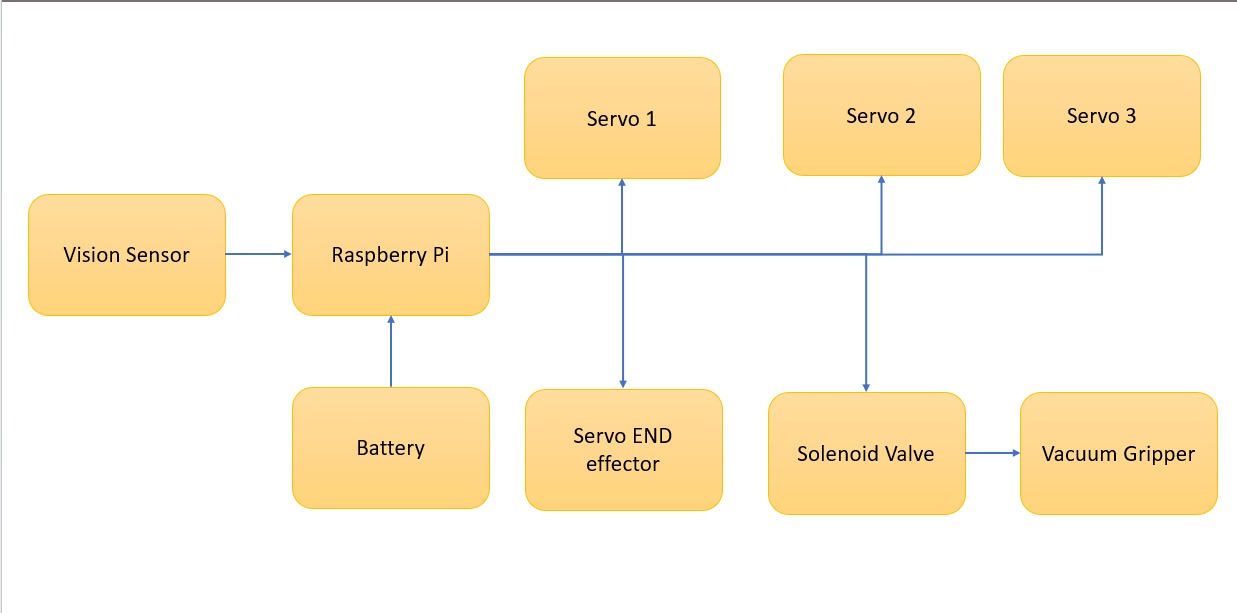 Servo 1
Servo 2
Servo 3
Vision Sensor
Raspberry Pi
Battery
Servo END
effector
Solenoid Valve
Vacuum Gripper